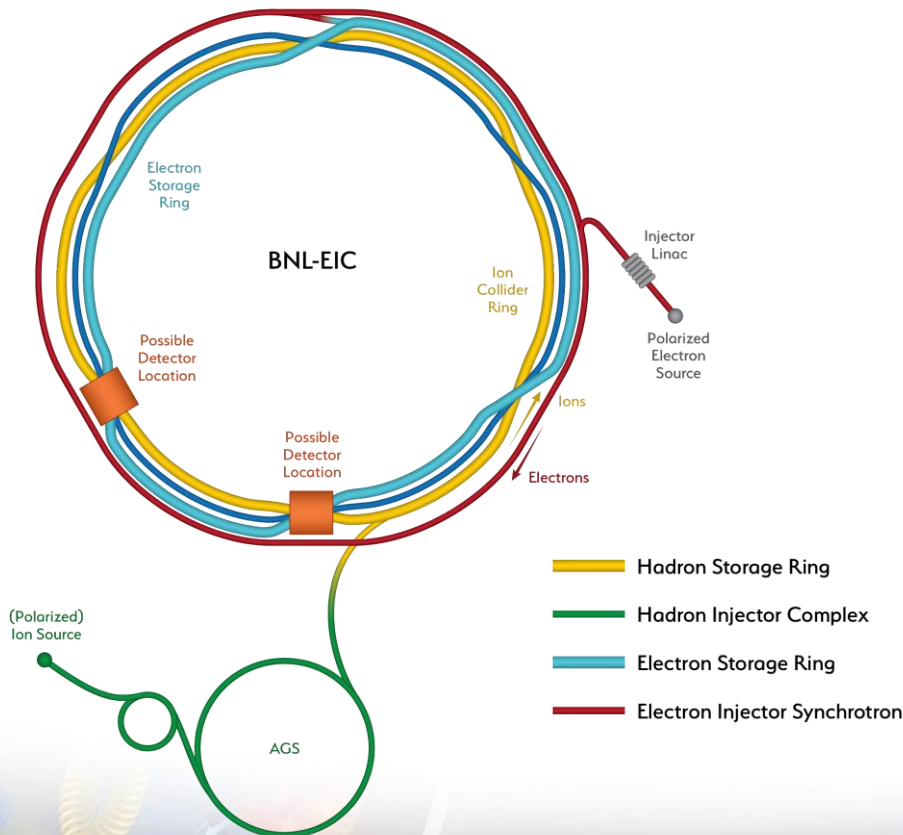 Electron
Storage
Ring
BNL-EIC
Ion
Collider
Ring
Injector
Linac
Polarized
Electron
Source
Possible
Detector
Location
Possible
Detector
Location
Ions
Electrons
(Polarized)
Ion Source
AGS
Hadron Storage Ring
Hadron Injector Complex
Electron Storage Ring
Electron Injector Synchrotron